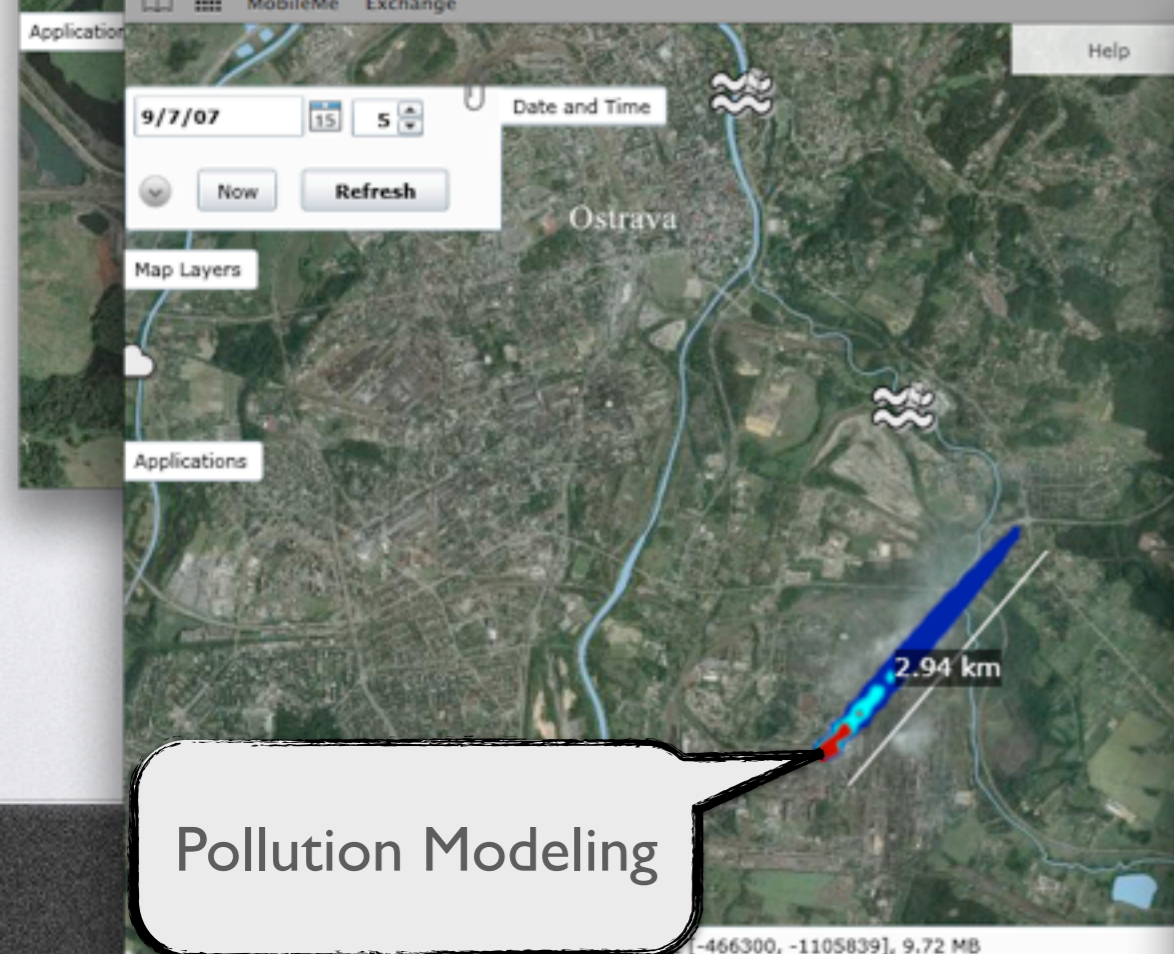 MobileMe Exchange
Application
Help
9/7/07
15
5
Date and Time
Now
Refresh
Ostrava
Map Layers
Applications
2.94 km
Pollution Modeling
[-466300, -1105839], 9.72 MB